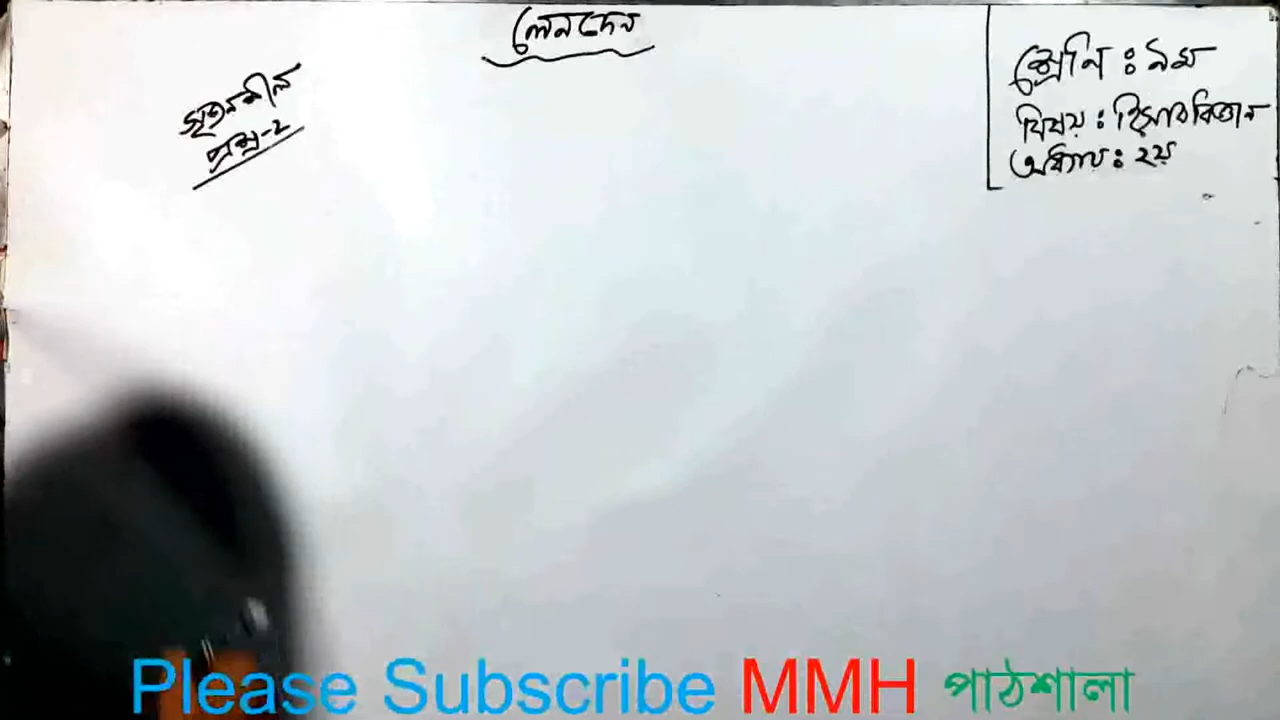 লেনদেন
সৃজনশীল
প্রশ্ন-২
শ্রেনি : ৯ম
বিষয় : হিসাববিজ্ঞান
অধ্যায় : ২য়
Please Subscribe MMH পাঠশালা